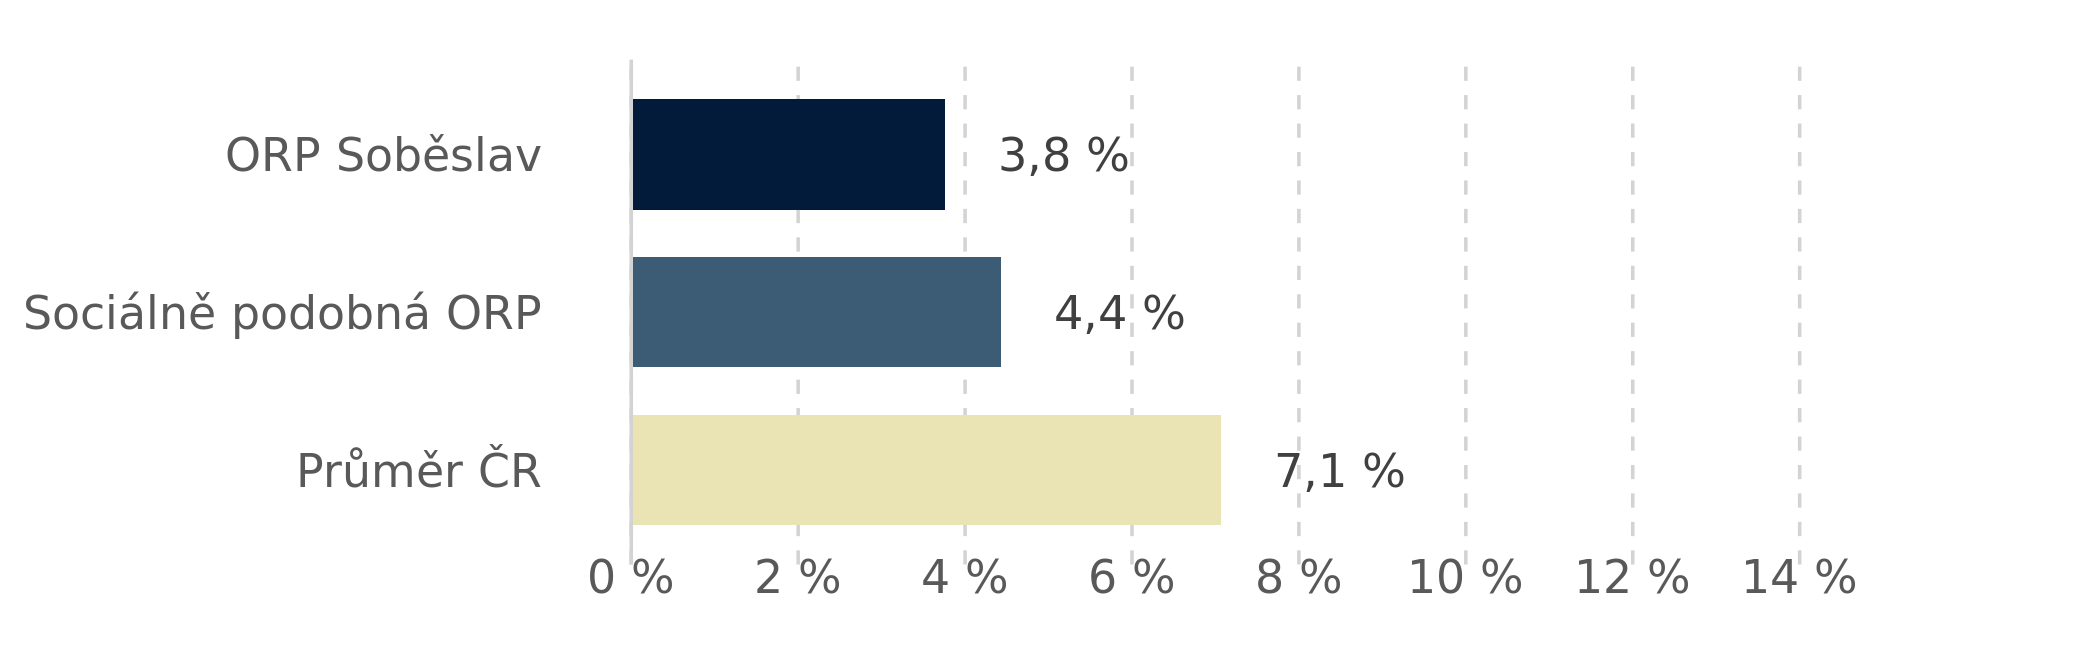 ORP Soběslav 3,8 %
Sociálně podobná ORP 4,4 %
Průměr ČR 7,1 %
0 % 2 % 4 % 6 % 8 % 10 % 12 % 14 %